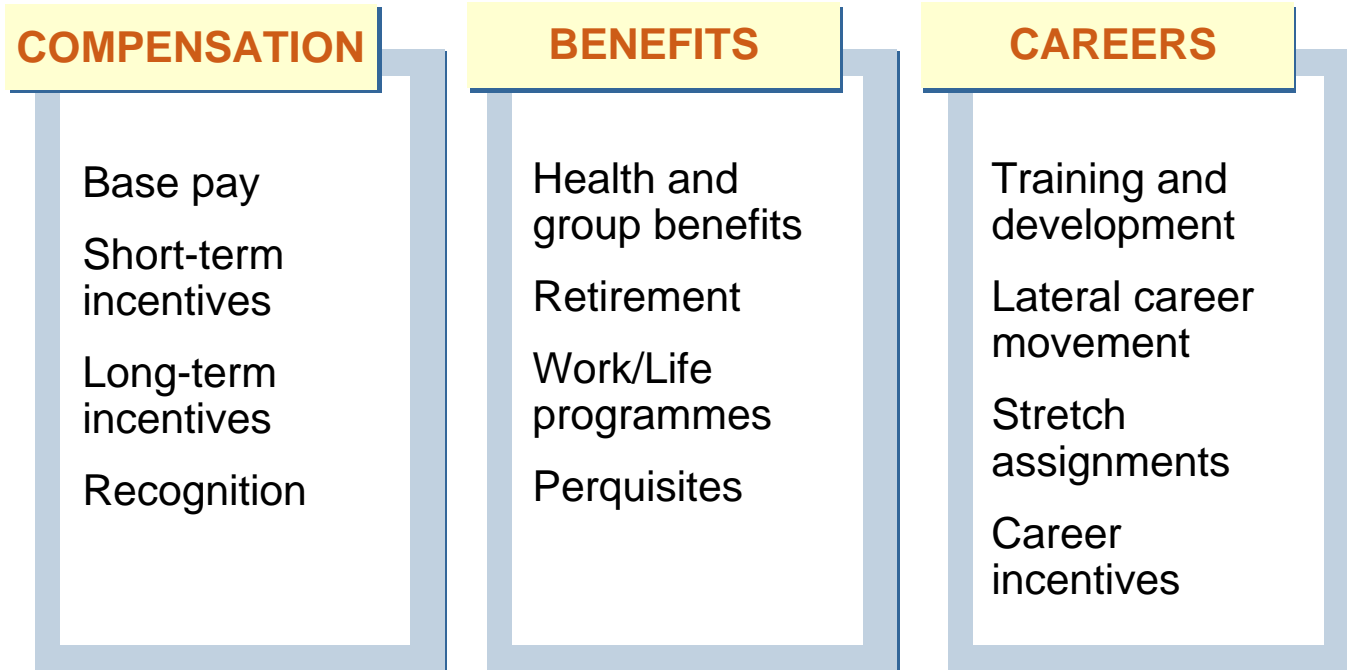 COMPENSATION
Base pay
Short-term
incentives
Long-term
incentives
Recognition
BENEFITS
Health and
group benefits
Retirement
Work/Life
programmes
Perquisites
CAREERS
Training and
development
Lateral career
movement
Stretch
assignments
Career
incentives